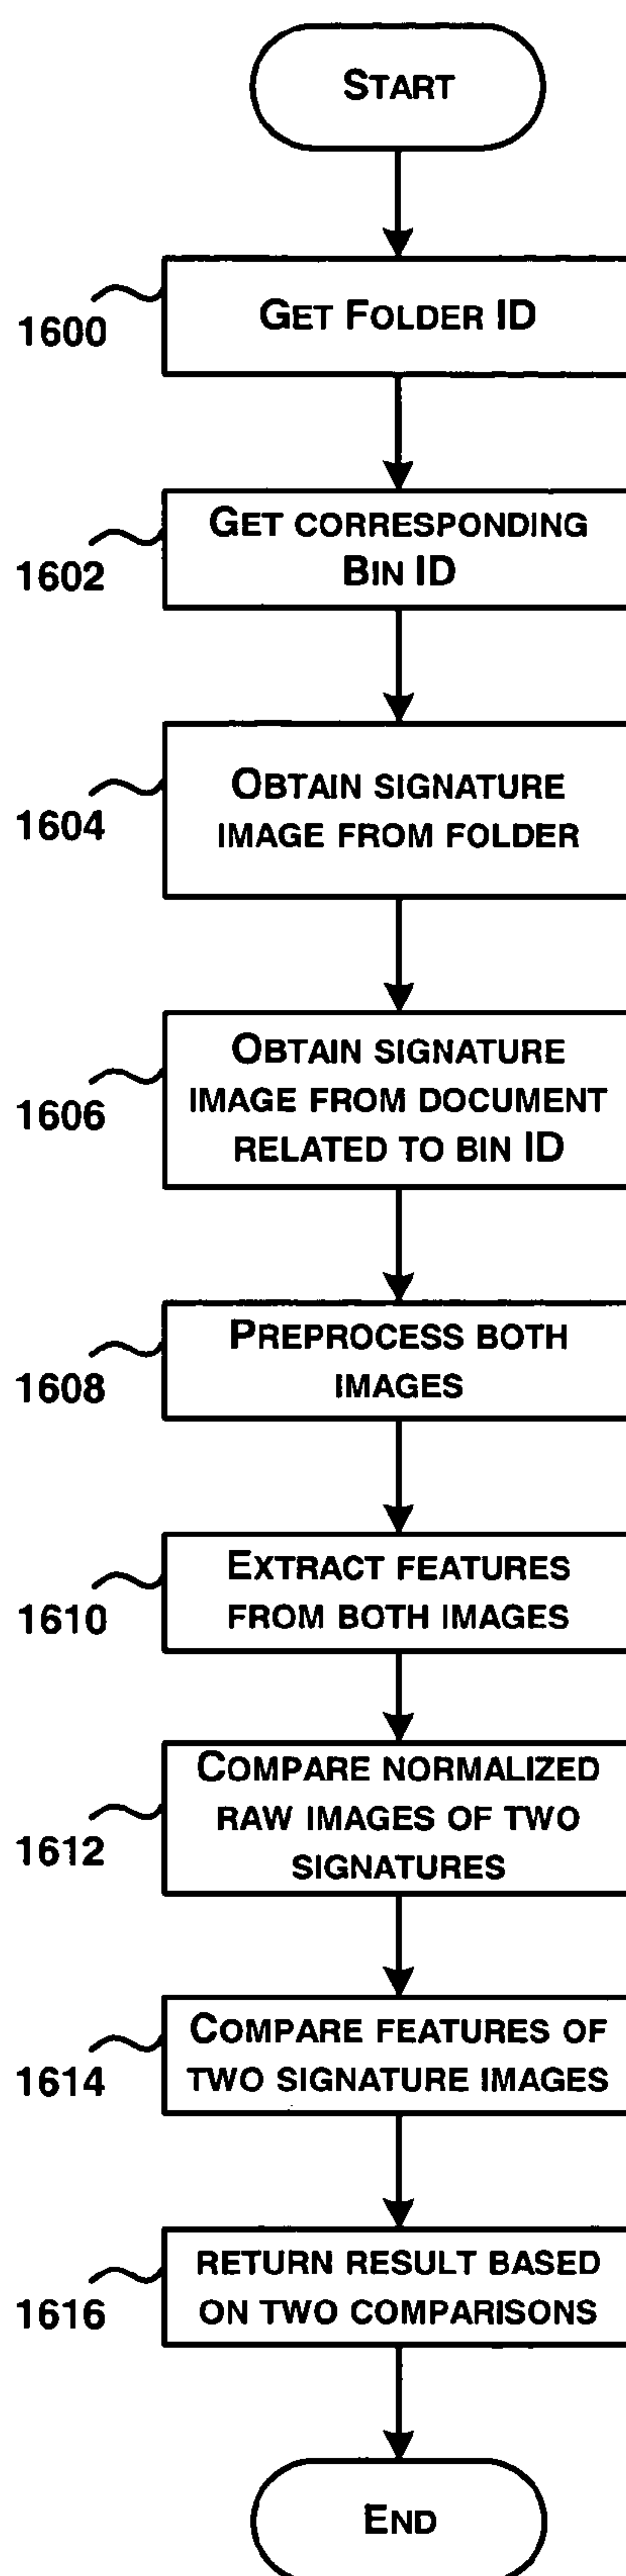 START
GET FOLDER ID
1600
GET CORRESPONDING
BIN ID
1602
OBTAIN SIGNATURE
IMAGE FROM FOLDER
1604
OBTAIN SIGNATURE
IMAGE FROM DOCUMENT
RELATED TO BIN ID
1606
PREPROCESS BOTH
IMAGES
1608
EXTRACT FEATURES
FROM BOTH IMAGES
1610
COMPARE NORMALIZED
RAW IMAGES OF TWO
SIGNATURES
1612
COMPARE FEATURES OF
TWO SIGNATURE IMAGES
1614
RETURN RESULT BASED
ON TWO COMPARISONS
1616
END